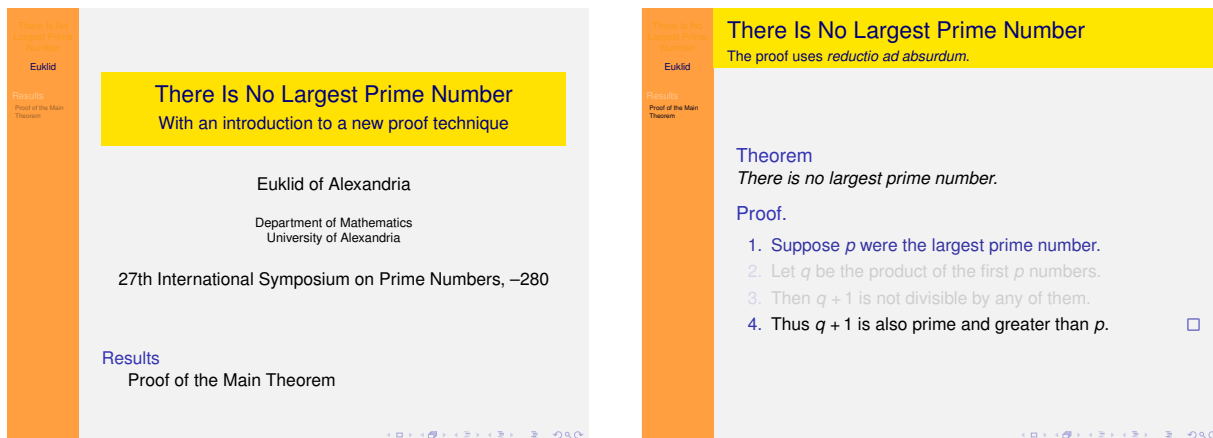 There Is No
Largest Prime
Number
Euklid
Results
Proof of the Main
Theorem
There Is No Largest Prime Number
With an introduction to a new proof technique
Euklid of Alexandria
Department of Mathematics
University of Alexandria
27th International Symposium on Prime Numbers, –280
Results
Proof of the Main Theorem
There Is No
Largest Prime
Number
Euklid
Results
Proof of the Main
Theorem
There Is No Largest Prime Number
The proof uses reductio ad absurdum.
Theorem
There is no largest prime number.
Proof.
1. Suppose p were the largest prime number.
2. Let q be the product of the first p numbers.
3. Then q + 1 is not divisible by any of them.
4. Thus q + 1 is also prime and greater than p. □